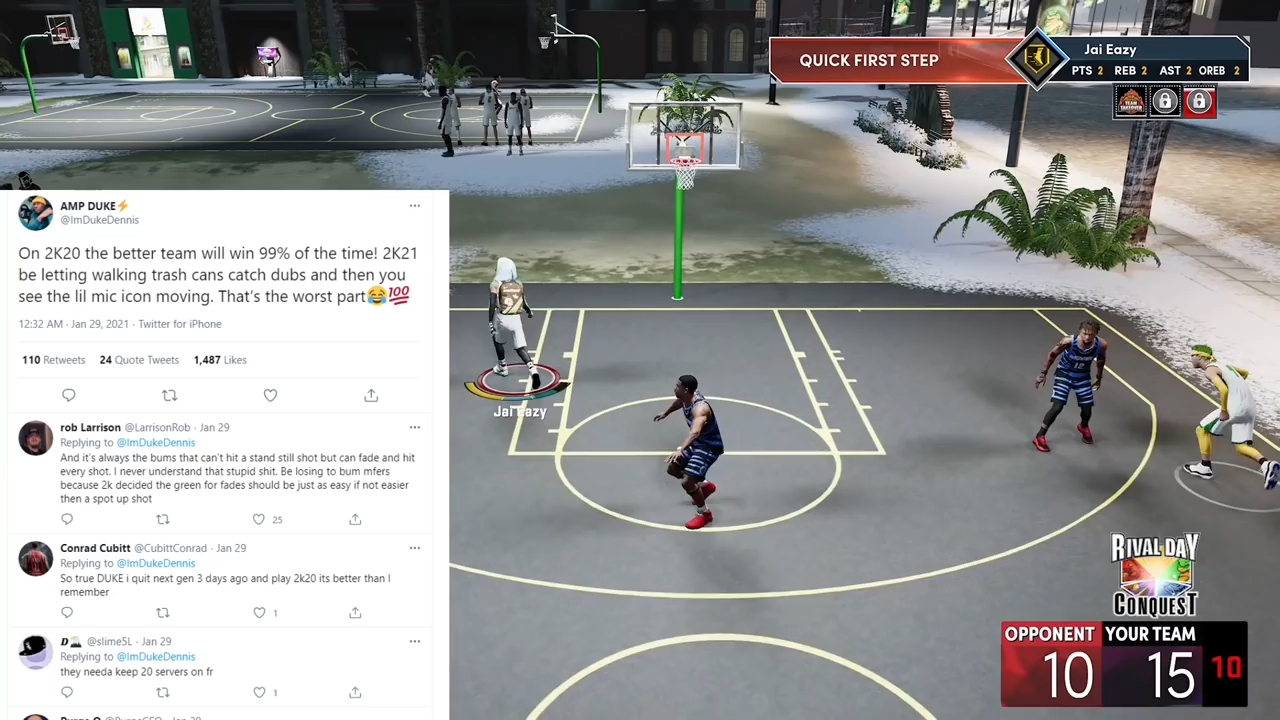 AMP DUKE⚡
@ImDukeDennis
On 2K20 the better team will win 99% of the time! 2K21
be letting walking trash cans catch dubs and then you
see the lil mic icon moving. That's the worst part😂💯
12:32 AM · Jan 29, 2021 · Twitter for iPhone
110 Retweets 24 Quote Tweets 1,487 Likes
rob Larrison @LarrisonRob · Jan 29
Replying to @ImDukeDennis
And it's always the bums that can't hit a stand still shot but can fade and hit
every shot. I never understand that stupid shit. Be losing to bum mfers
because 2k decided the green for fades should be just as easy if not easier
then a spot up shot
25
Conrad Cubitt @CubittConrad · Jan 29
Replying to @ImDukeDennis
So true DUKE i quit next gen 3 days ago and play 2k20 its better than I
remember
1
D @slime5L · Jan 29
Replying to @ImDukeDennis
they needa keep 20 servers on fr
1
QUICK FIRST STEP
Jai Eazy
PTS 2 REB 2 AST 2 OREB 2
TEAM
TAKEOVER
Jai Eazy
12
RIVAL DAY
CONQUEST
OPPONENT YOUR TEAM
10 15 10